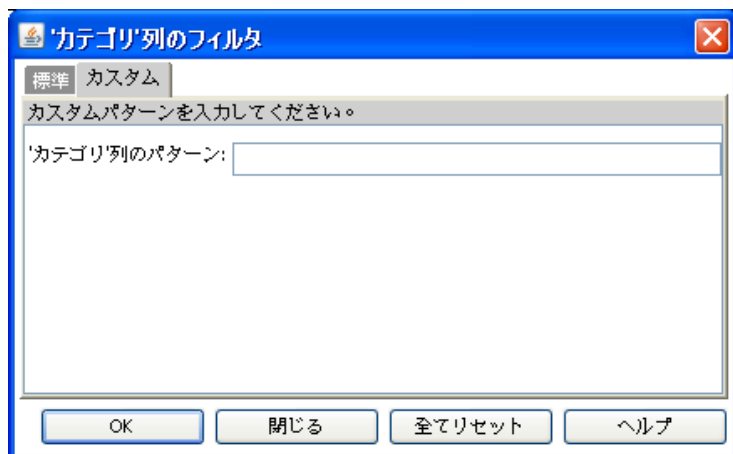 'カテゴリ'列のフィルタ
標準 カスタム
カスタムパターンを入力してください。
'カテゴリ'列のパターン:
OK 閉じる 全てリセット ヘルプ